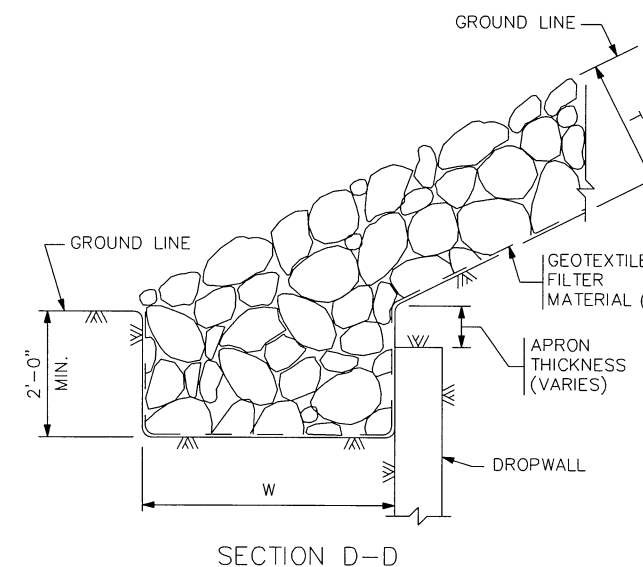 GROUND LINE
T
GROUND LINE
GEOTEXTILE
FILTER
MATERIAL (
2'-0"
MIN.
APRON
THICKNESS
(VARIES)
DROPWALL
W
SECTION D-D